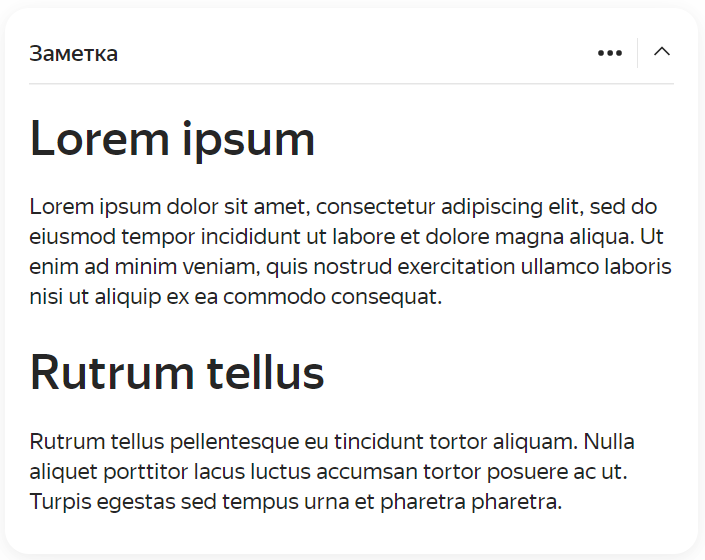 Заметка
Lorem ipsum
Lorem ipsum dolor sit amet, consectetur adipiscing elit, sed do
eiusmod tempor incididunt ut labore et dolore magna aliqua. Ut
enim ad minim veniam, quis nostrud exercitation ullamco laboris
nisi ut aliquip ex ea commodo consequat.
Rutrum tellus
Rutrum tellus pellentesque eu tincidunt tortor aliquam. Nulla
aliquet porttitor lacus luctus accumsan tortor posuere ac ut.
Turpis egestas sed tempus urna et pharetra pharetra.